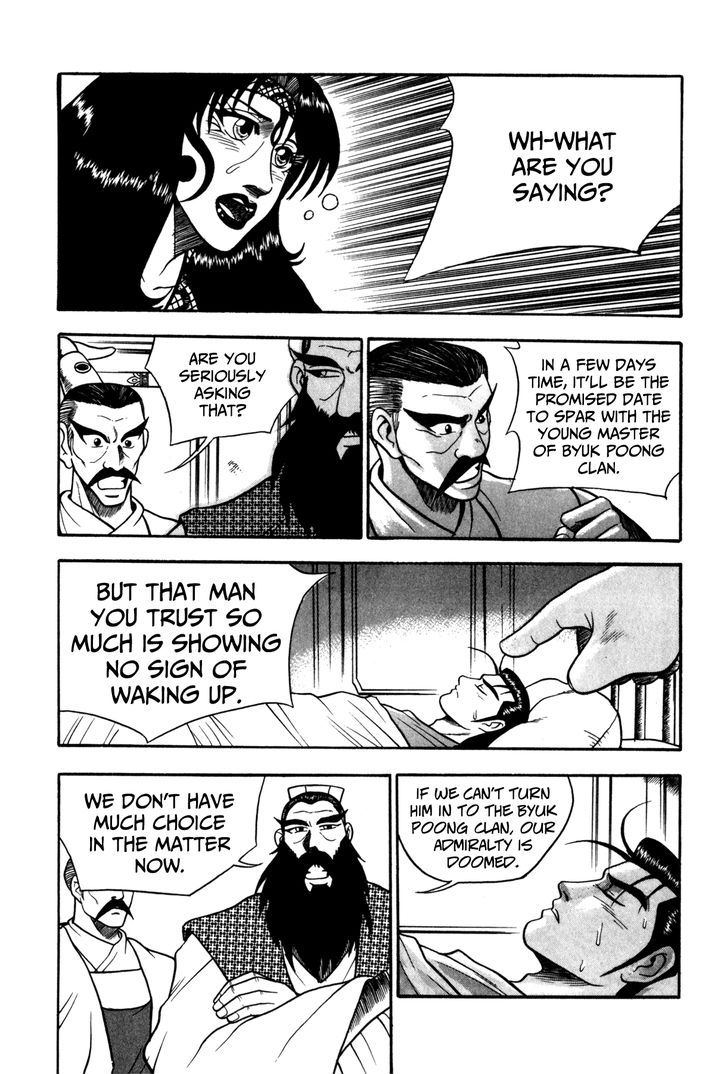 WH-WHAT
ARE YOU
SAYING?
ARE YOU
SERIOUSLY
ASKING
THAT?
IN A FEW DAYS
TIME, IT'LL BE THE
PROMISED DATE
TO SPAR WITH THE
YOUNG MASTER
OF BYUK POONG
CLAN.
BUT THAT MAN
YOU TRUST SO
MUCH IS SHOWING
NO SIGN OF
WAKING UP.
WE DON'T HAVE
MUCH CHOICE
IN THE MATTER
NOW.
IF WE CAN'T TURN
HIM IN TO THE BYUK
POONG CLAN, OUR
ADMIRALTY IS
DOOMED.